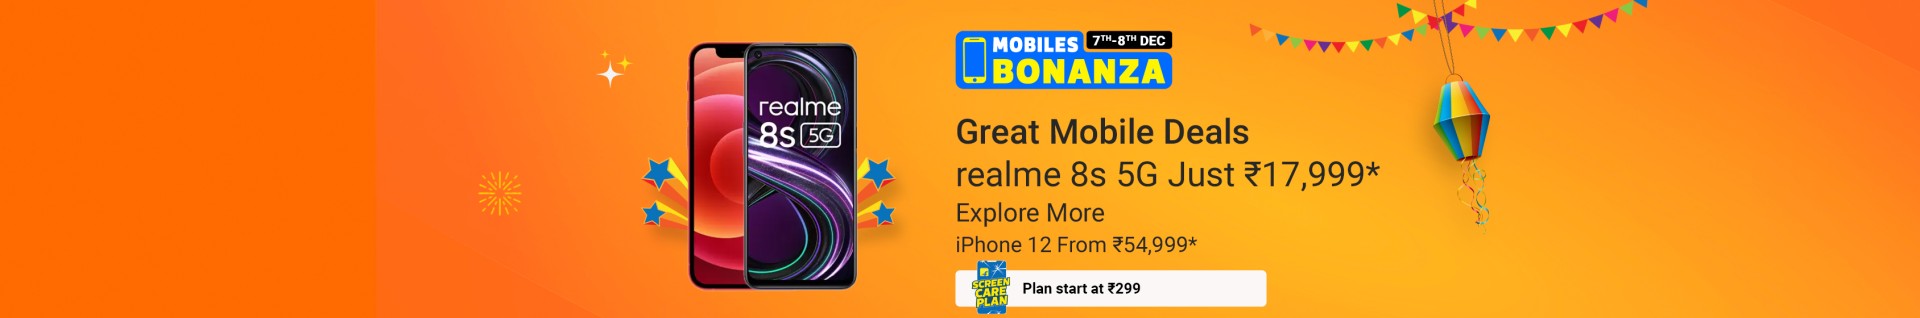 MOBILES 7TH-8TH DEC
BONANZA
realme
8s 5G
Great Mobile Deals
realme 8s 5G Just ₹17,999*
Explore More
iPhone 12 From ₹54,999*
SCREEN
CARE
PLAN
Plan start at ₹299